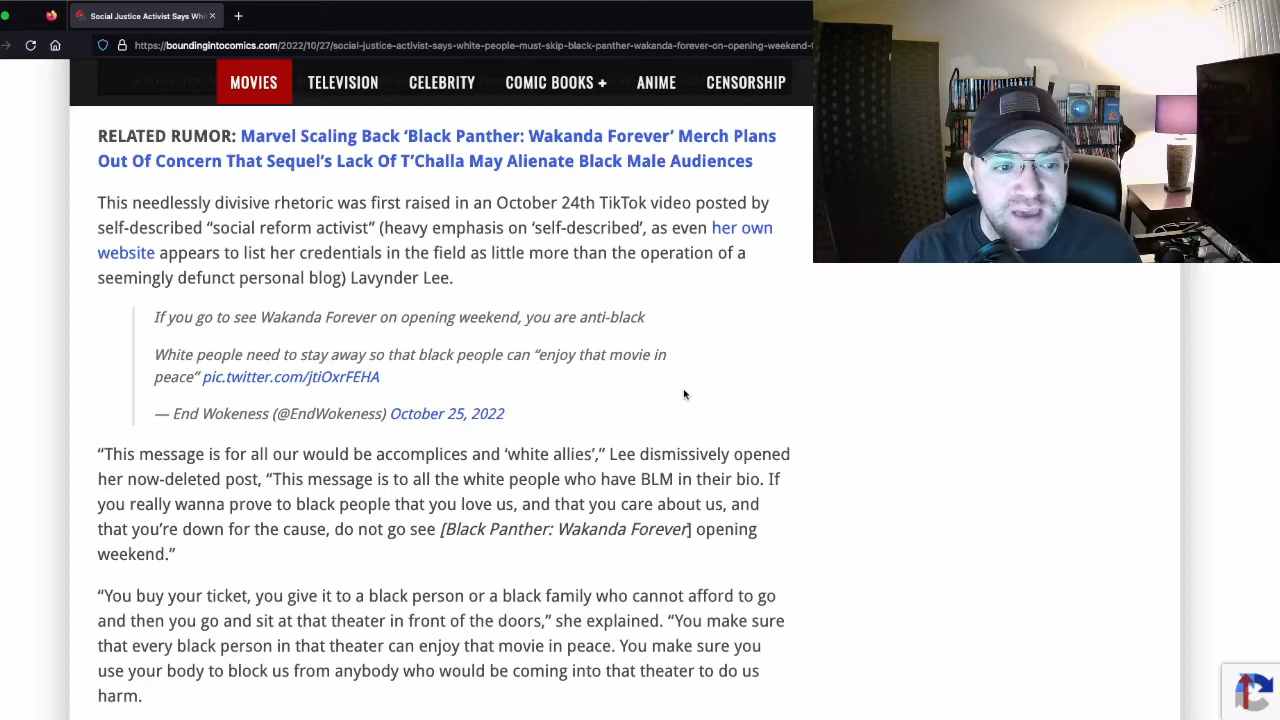 Social Justice Activist Says Whi
https://boundingintocomics.com/2022/10/27/social-justice-activist-says-white-people-must-skip-black-panther-wakanda-forever-on-opening-weekend-t
MOVIES TELEVISION CELEBRITY COMIC BOOKS + ANIME CENSORSHIP
RELATED RUMOR: Marvel Scaling Back ‘Black Panther: Wakanda Forever’ Merch Plans
Out Of Concern That Sequel’s Lack Of T’Challa May Alienate Black Male Audiences
This needlessly divisive rhetoric was first raised in an October 24th TikTok video posted by
self-described “social reform activist” (heavy emphasis on ‘self-described’, as even her own
website appears to list her credentials in the field as little more than the operation of a
seemingly defunct personal blog) Lavynder Lee.
If you go to see Wakanda Forever on opening weekend, you are anti-black
White people need to stay away so that black people can “enjoy that movie in
peace” pic.twitter.com/jtiOxrFEHA
— End Wokeness (@EndWokeness) October 25, 2022
“This message is for all our would be accomplices and ‘white allies’,” Lee dismissively opened
her now-deleted post, “This message is to all the white people who have BLM in their bio. If
you really wanna prove to black people that you love us, and that you care about us, and
that you’re down for the cause, do not go see [Black Panther: Wakanda Forever] opening
weekend.”
“You buy your ticket, you give it to a black person or a black family who cannot afford to go
and then you go and sit at that theater in front of the doors,” she explained. “You make sure
that every black person in that theater can enjoy that movie in peace. You make sure you
use your body to block us from anybody who would be coming into that theater to do us
harm.